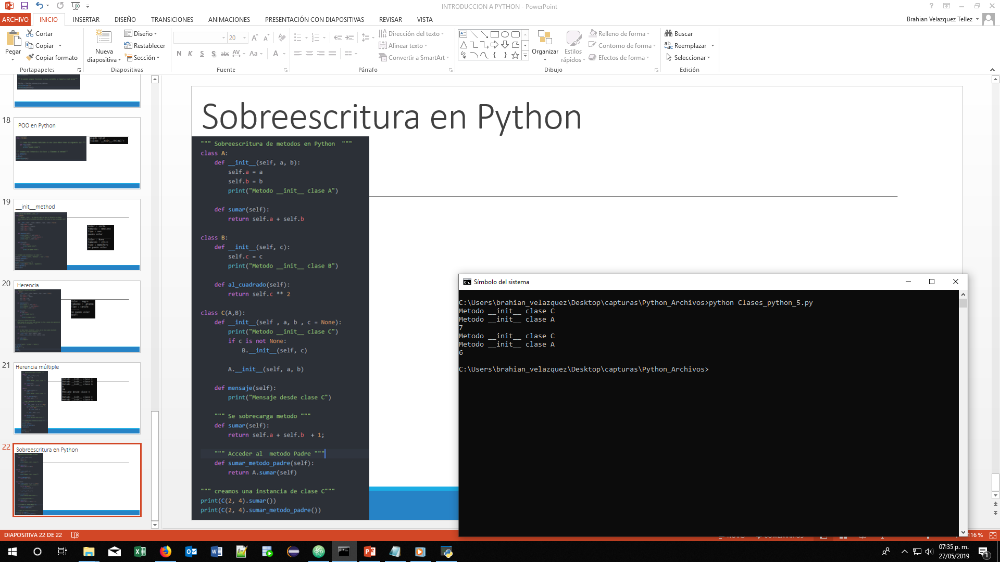 INTRODUCCION A PYTHON - PowerPoint
ARCHIVO INICIO INSERTAR DISEÑO TRANSICIONES ANIMACIONES PRESENTACIÓN CON DIAPOSITIVAS REVISAR VISTA
Brahian Velazquez Tellez
Pegar
Cortar
Copiar
Copiar formato
Portapapeles
Nueva diapositiva
Diseño
Restablecer
Sección
Diapositivas
20
N K S S abc AV Aa A
Fuente
Dirección del texto
Alinear texto
Convertir a SmartArt
Párrafo
Organizar
Estilos rápidos
Relleno de forma
Contorno de forma
Efectos de forma
Dibujo
Buscar
Reemplazar
Seleccionar
Edición
18
POO en Python
19
__init__method
20
Herencia
21
Herencia múltiple
22
Sobreescritura en Python
Sobreescritura en Python
""" Sobreescritura de metodos en Python  """
class A:
    def __init__(self, a, b):
        self.a = a
        self.b = b
        print("Metodo __init__ clase A")
    def sumar(self):
        return self.a + self.b
class B:
    def __init__(self, c):
        self.c = c
        print("Metodo __init__ clase B")
    def al_cuadrado(self):
        return self.c ** 2
class C(A,B):
    def __init__(self , a, b , c = None):
        print("Metodo __init__ clase C")
        if c is not None:
            B.__init__(self, c)
        A.__init__(self, a, b)
    def mensaje(self):
        print("Mensaje desde clase C")
    """ Se sobrecarga metodo """
    def sumar(self):
        return self.a + self.b  + 1;
    """ Acceder al  metodo Padre """
    def sumar_metodo_padre(self):
        return A.sumar(self)
""" creamos una instancia de clase C"""
print(C(2, 4).sumar())
print(C(2, 4).sumar_metodo_padre())
Símbolo del sistema
C:\Users\brahian_velazquez\Desktop\capturas\Python_Archivos>python Clases_python_5.py
Metodo __init__ clase C
Metodo __init__ clase A
7
Metodo __init__ clase C
Metodo __init__ clase A
6
C:\Users\brahian_velazquez\Desktop\capturas\Python_Archivos>
DIAPOSITIVA 22 DE 22
116 %
07:35 p. m.
27/05/2019